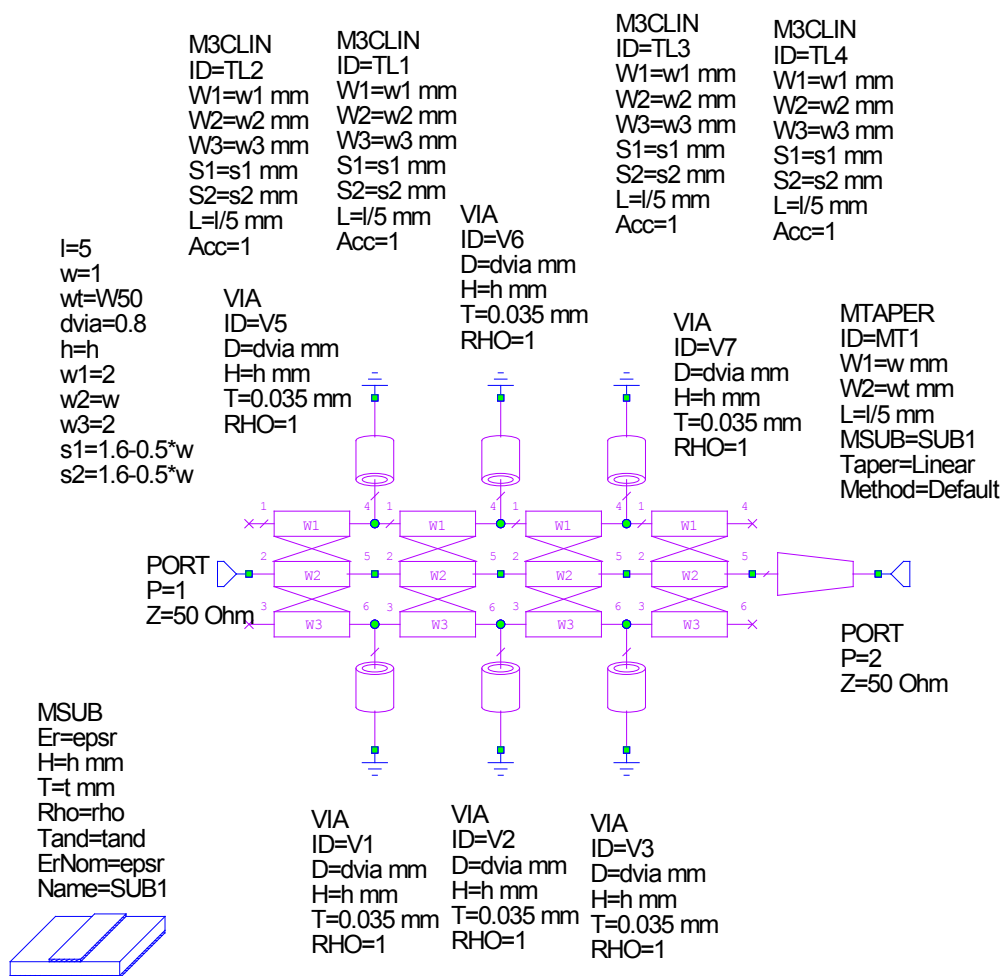 M3CLIN
ID=TL2
W1=w1 mm
W2=w2 mm
W3=w3 mm
S1=s1 mm
S2=s2 mm
L=l/5 mm
Acc=1
M3CLIN
ID=TL1
W1=w1 mm
W2=w2 mm
W3=w3 mm
S1=s1 mm
S2=s2 mm
L=l/5 mm
Acc=1
M3CLIN
ID=TL3
W1=w1 mm
W2=w2 mm
W3=w3 mm
S1=s1 mm
S2=s2 mm
L=l/5 mm
Acc=1
M3CLIN
ID=TL4
W1=w1 mm
W2=w2 mm
W3=w3 mm
S1=s1 mm
S2=s2 mm
L=l/5 mm
Acc=1
l=5
w=1
wt=W50
dvia=0.8
h=h
w1=2
w2=w
w3=2
s1=1.6-0.5*w
s2=1.6-0.5*w
VIA
ID=V5
D=dvia mm
H=h mm
T=0.035 mm
RHO=1
VIA
ID=V6
D=dvia mm
H=h mm
T=0.035 mm
RHO=1
VIA
ID=V7
D=dvia mm
H=h mm
T=0.035 mm
RHO=1
MTAPER
ID=MT1
W1=w mm
W2=wt mm
L=l/5 mm
MSUB=SUB1
Taper=Linear
Method=Default
1 W1 4 1 W1 4 1 W1 4 1 W1 4
2 W2 5 2 W2 5 2 W2 5 2 W2 5
3 W3 6 3 W3 6 3 W3 6 3 W3 6
PORT
P=1
Z=50 Ohm
PORT
P=2
Z=50 Ohm
MSUB
Er=epsr
H=h mm
T=t mm
Rho=rho
Tand=tand
ErNom=epsr
Name=SUB1
VIA
ID=V1
D=dvia mm
H=h mm
T=0.035 mm
RHO=1
VIA
ID=V2
D=dvia mm
H=h mm
T=0.035 mm
RHO=1
VIA
ID=V3
D=dvia mm
H=h mm
T=0.035 mm
RHO=1